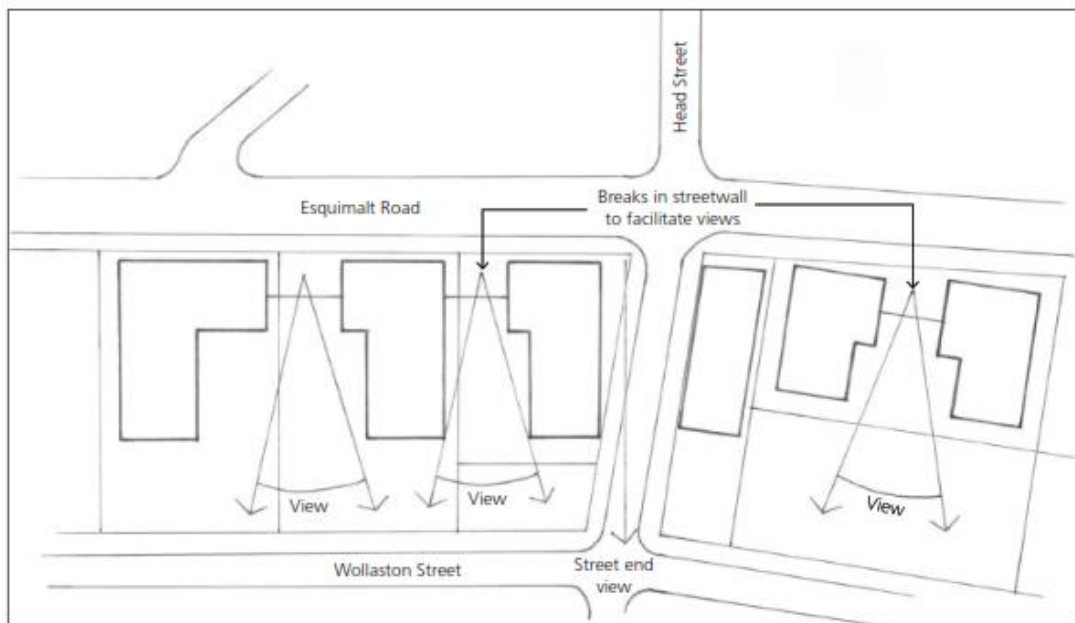 Head Street
Esquimalt Road
Breaks in streetwall
to facilitate views
View
View
View
Wollaston Street
Street end
view